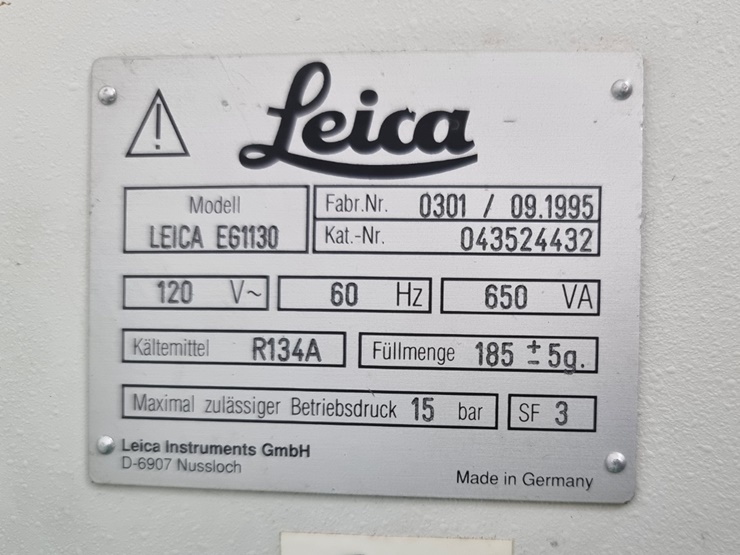 Leica
Modell
LEICA EG1130
Fabr.Nr. 0301 / 09.1995
Kat.-Nr. 043524432
120 V~ 60 Hz 650 VA
Kältemittel R134A Füllmenge 185 ± 5g.
Maximal zulässiger Betriebsdruck 15 bar SF 3
Leica Instruments GmbH
D-6907 Nussloch
Made in Germany